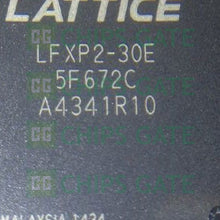 LATTICE
LFXP2-30E
5F672C
A4341R10
MALAYSIA 1434